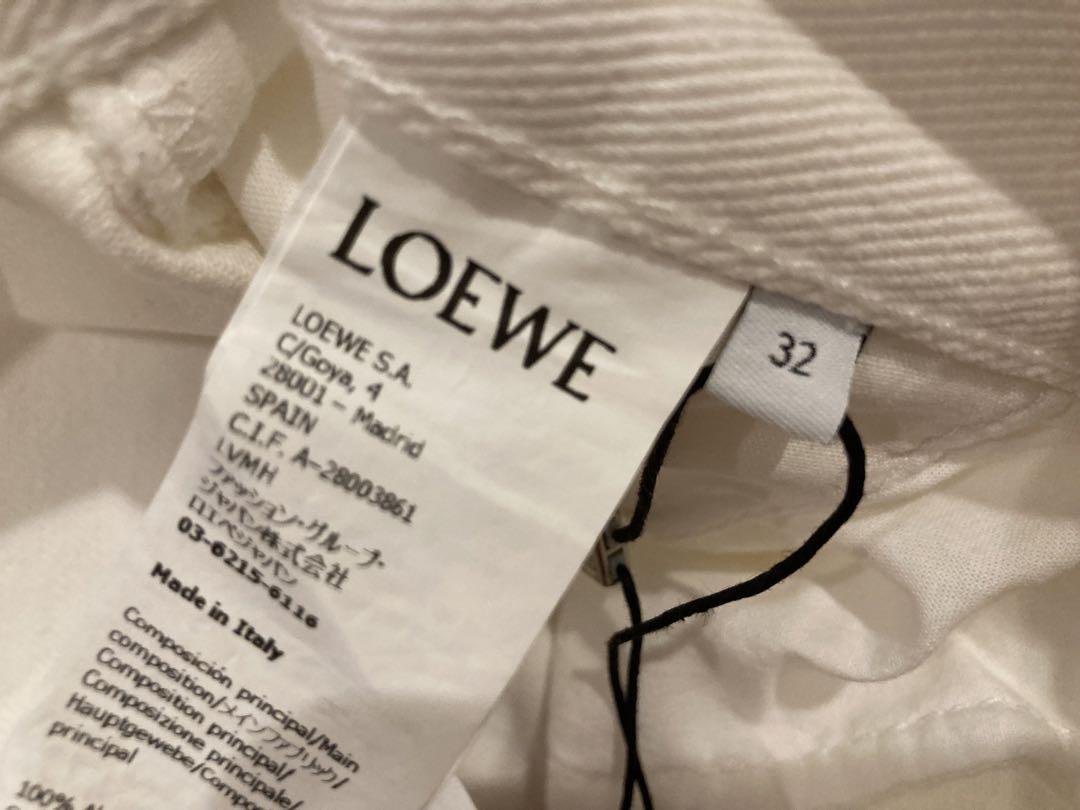 LOEWE
LOEWE S.A.
C/Goya, 4
28001 - Madrid
SPAIN
C.I.F. A-28003861
LVMH
ファッション・グループ・
ジャパン株式会社
ロエベジャパン
03-6215-6116
Made in Italy
Composición principal/Main
composition/メインファブリック/
Composition principal/
Composizione principale/
Hauptgewebe/Compos
principal
100%
32